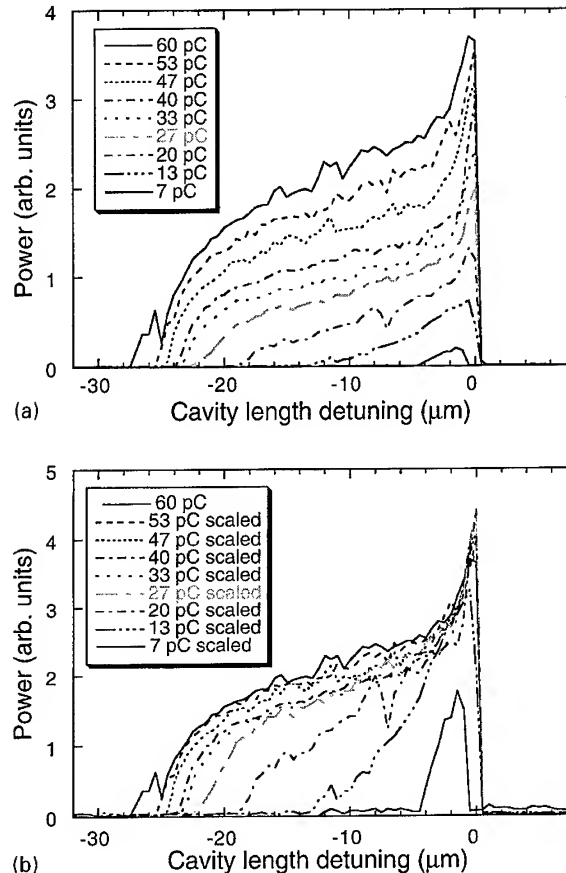 4
3
2
1
0
Power (arb. units)
60 pC
53 pC
47 pC
40 pC
33 pC
27 pC
20 pC
13 pC
7 pC
-30
-20
-10
0
(a)
Cavity length detuning (μm)
5
4
3
2
1
0
Power (arb. units)
60 pC
53 pC scaled
47 pC scaled
40 pC scaled
33 pC scaled
27 pC scaled
20 pC scaled
13 pC scaled
7 pC scaled
-30
-20
-10
0
(b)
Cavity length detuning (μm)